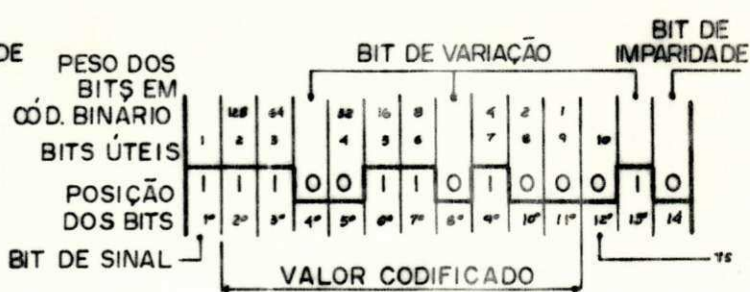 DE
BIT DE
IMPARIDADE
BIT DE VARIAÇÃO
PESO DOS
BITS EM
CÓD. BINÁRIO
128 64 32 16 8 4 2 1
BITS ÚTEIS
1 2 3 4 5 6 7 8 9 10
POSIÇÃO
1 1 1 0 0 1 1 0 1 0 0 0 1 0
DOS BITS
1º 2º 3º 4º 5º 6º 7º 8º 9º 10º 11º 12º 13º 14
BIT DE SINAL
VALOR CODIFICADO